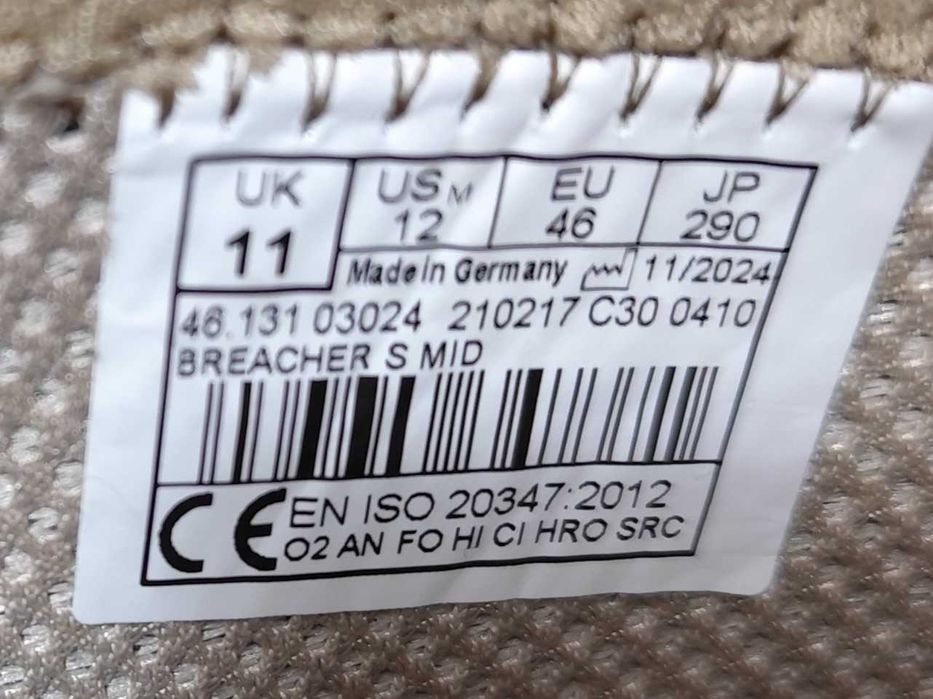 UK US M EU JP
11 12 46 290
Made in Germany 11/2024
46.131 03024 210217 C30 0410
BREACHER S MID
CE EN ISO 20347:2012
O2 AN FO HI CI HRO SRC